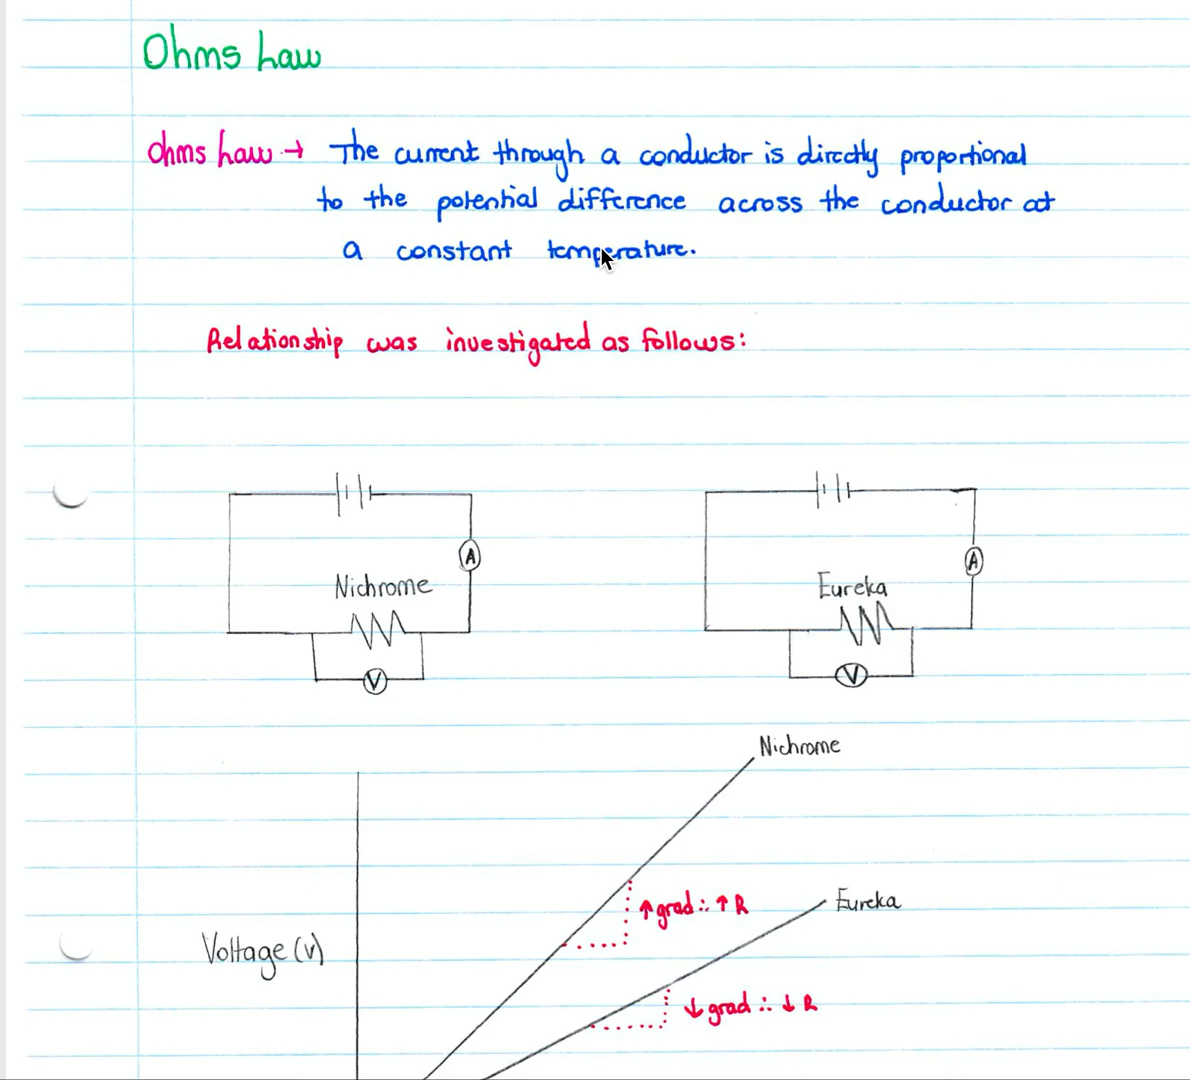 Ohms Law
Ohms Law → The current through a conductor is directly proportional
to the potential difference across the conductor at
a constant temperature.
Relationship was investigated as follows:
A
A
Nichrome
Eureka
V
V
Nichrome
↑ grad ∴ ↑ R
Eureka
Voltage (V)
↓ grad ∴ ↓ R